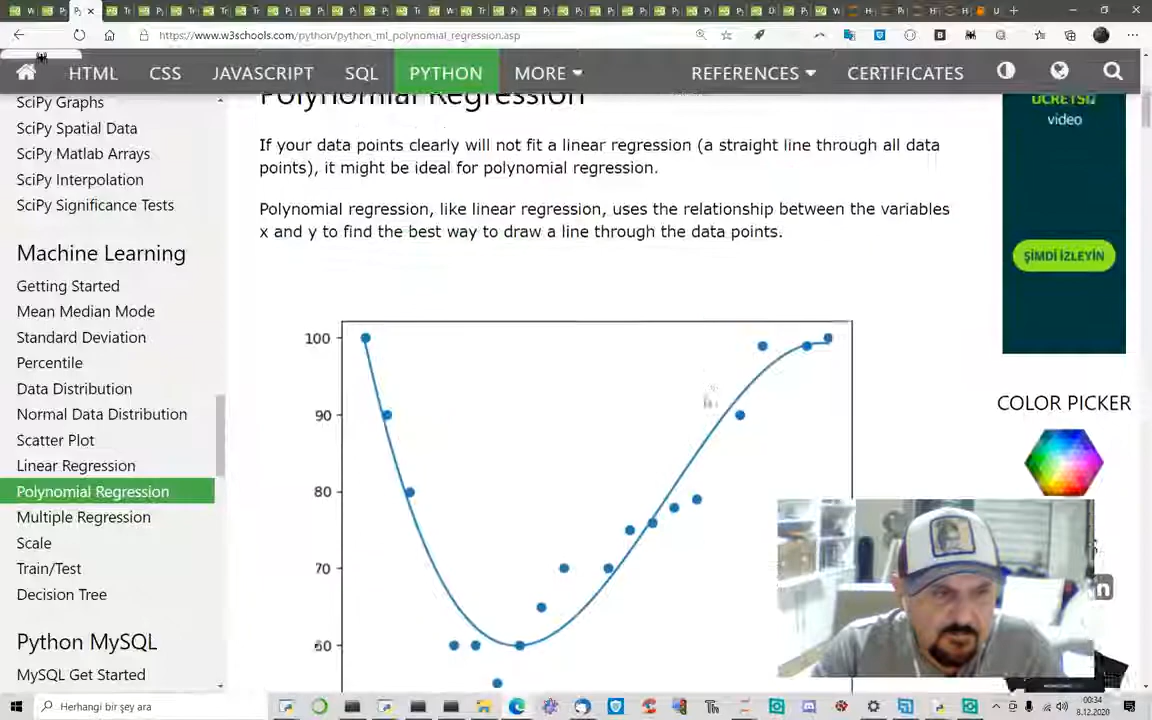 https://www.w3schools.com/python/python_ml_polynomial_regression.asp
HTML
CSS
JAVASCRIPT
SQL
PYTHON
MORE
REFERENCES
CERTIFICATES
SciPy Graphs
SciPy Spatial Data
SciPy Matlab Arrays
SciPy Interpolation
SciPy Significance Tests
Machine Learning
Getting Started
Mean Median Mode
Standard Deviation
Percentile
Data Distribution
Normal Data Distribution
Scatter Plot
Linear Regression
Polynomial Regression
Multiple Regression
Scale
Train/Test
Decision Tree
Python MySQL
MySQL Get Started
Polynomial Regression
If your data points clearly will not fit a linear regression (a straight line through all data
points), it might be ideal for polynomial regression.
Polynomial regression, like linear regression, uses the relationship between the variables
x and y to find the best way to draw a line through the data points.
100
90
80
70
60
ÜCRETSİZ
video
ŞİMDİ İZLEYİN
COLOR PICKER
Herhangi bir şey ara
00:34
8.12.2020